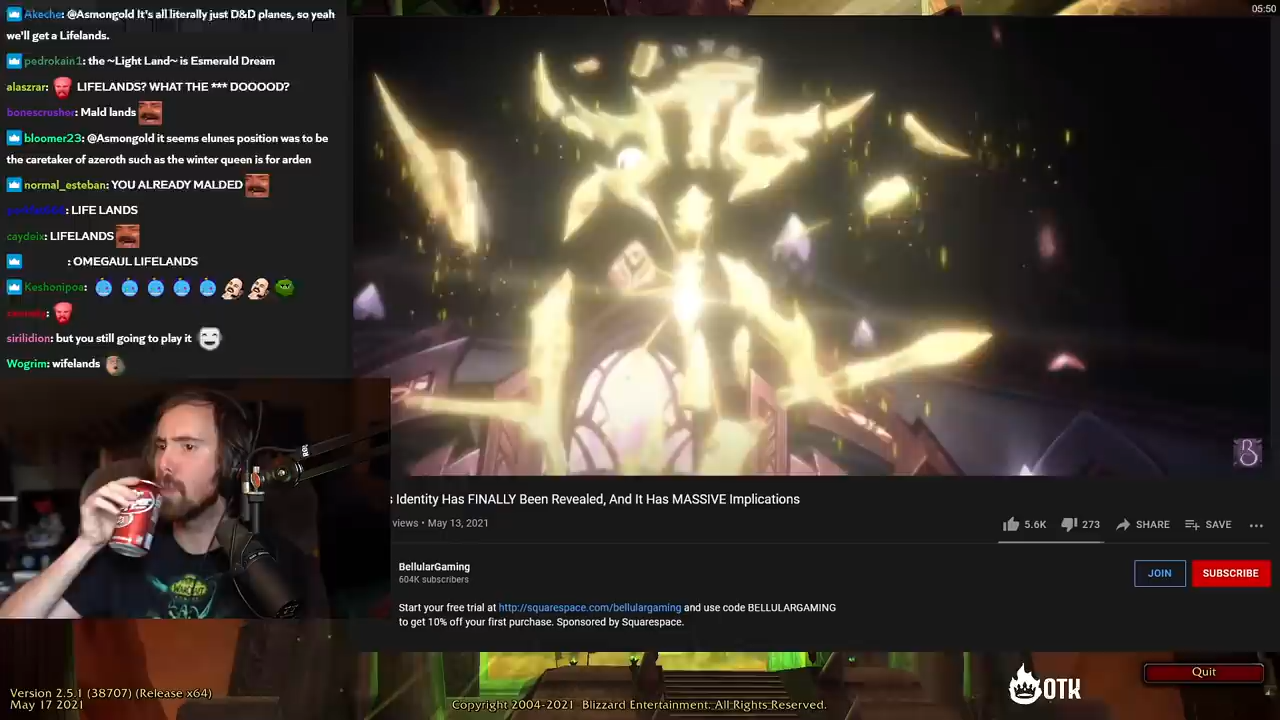 Akeche: @Asmongold It's all literally just D&D planes, so yeah
we'll get a Lifelands.
pedrokain1: the ~Light Land~ is Esmerald Dream
alaszrar: LIFELANDS? WHAT THE *** DOOOOD?
bonescrusher: Mald lands
bloomer23: @Asmongold it seems elunes position was to be
the caretaker of azeroth such as the winter queen is for arden
normal_esteban: YOU ALREADY MALDED
: LIFE LANDS
caydeix: LIFELANDS
: OMEGAUL LIFELANDS
Keshonipoa:
sirilidion: but you still going to play it
Wogrim: wifelands
05:50
B
s Identity Has FINALLY Been Revealed, And It Has MASSIVE Implications
views • May 13, 2021
5.6K 273 SHARE SAVE
BellularGaming
604K subscribers
JOIN SUBSCRIBE
Start your free trial at http://squarespace.com/bellulargaming and use code BELLULARGAMING
to get 10% off your first purchase. Sponsored by Squarespace.
OTK
Quit
Version 2.5.1 (38707) (Release x64)
May 17 2021
Copyright 2004-2021 Blizzard Entertainment. All Rights Reserved.